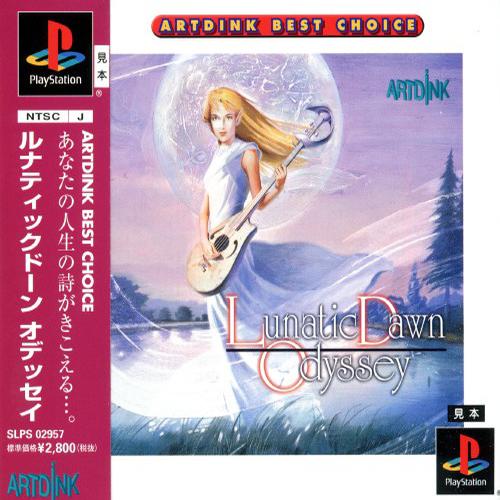 PlayStation
見本
®
NTSC J
ARTDINK BEST CHOICE
あなたの人生の詩がきこえる…。
ルナティックドーン オデッセイ
SLPS 02957
標準価格¥2,800(税抜)
ARTDINK
ARTDINK BEST CHOICE
ARTDINK
Lunatic Dawn
Odyssey
見本
PlayStation